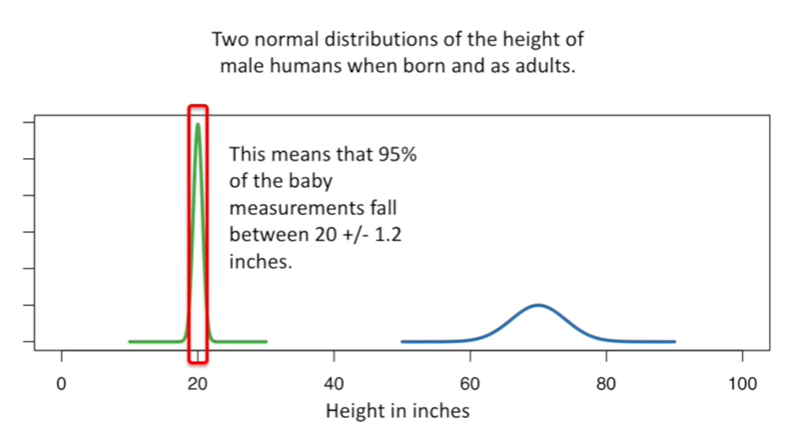 Two normal distributions of the height of
male humans when born and as adults.
This means that 95%
of the baby
measurements fall
between 20 +/- 1.2
inches.
0 20 40 60 80 100
Height in inches